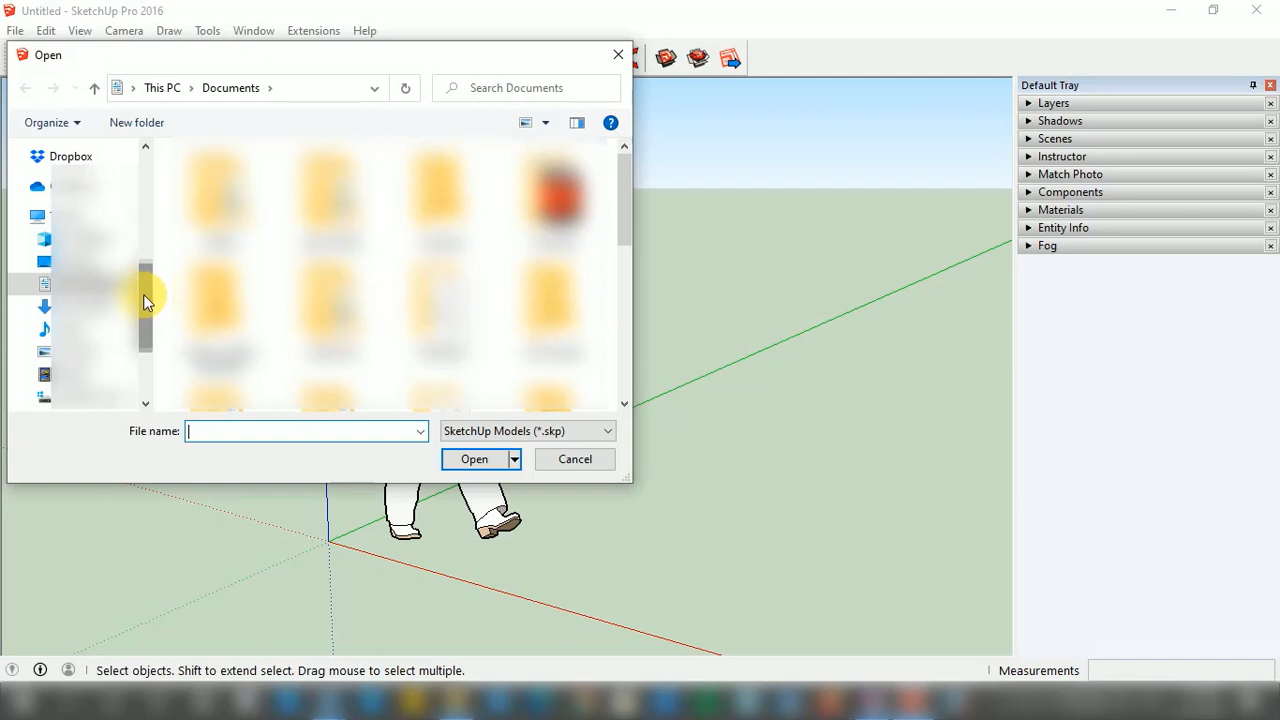 Untitled - SketchUp Pro 2016
File Edit View Camera Draw Tools Window Extensions Help
Open
This PC > Documents >
Search Documents
Organize New folder
Dropbox
File name:
SketchUp Models (*.skp)
Open Cancel
Default Tray
Layers
Shadows
Scenes
Instructor
Match Photo
Components
Materials
Entity Info
Fog
Select objects. Shift to extend select. Drag mouse to select multiple.
Measurements